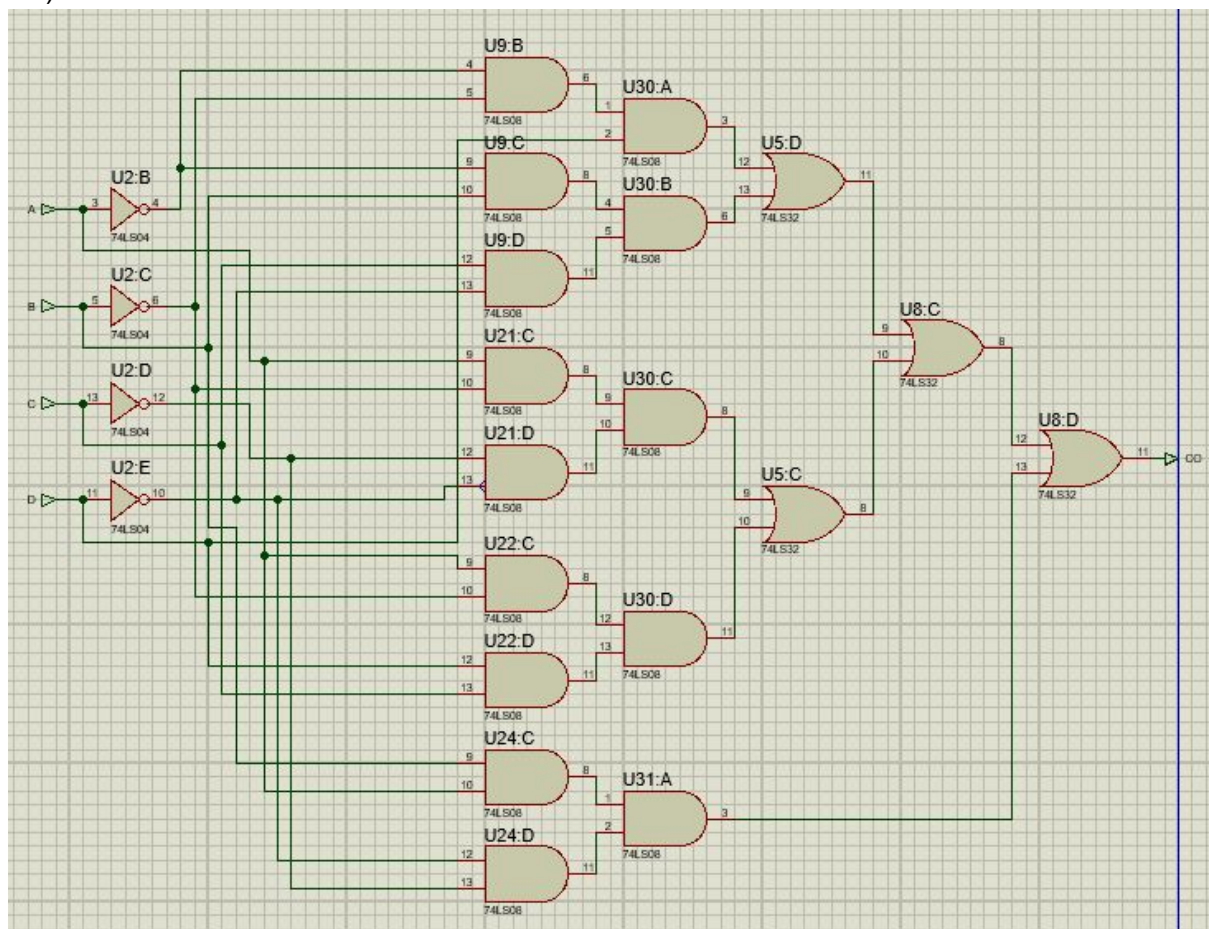 )
U9:B
4
5
6
74LS08
U30:A
1
2
3
74LS08
U9:C
9
10
8
74LS08
U5:D
12
13
11
74LS32
U2:B
A
3
4
74LS04
U30:B
4
5
6
74LS08
U9:D
12
13
11
74LS08
U2:C
B
5
6
74LS04
U8:C
9
10
8
74LS32
U21:C
9
10
8
74LS08
U2:D
C
13
12
74LS04
U30:C
9
10
8
74LS08
U21:D
12
13
11
74LS08
U8:D
12
13
11
CO
74LS32
U2:E
D
11
10
74LS04
U5:C
9
10
8
74LS32
U22:C
9
10
8
74LS08
U30:D
12
13
11
74LS08
U22:D
12
13
11
74LS08
U24:C
9
10
8
74LS08
U31:A
1
2
3
74LS08
U24:D
12
13
11
74LS08